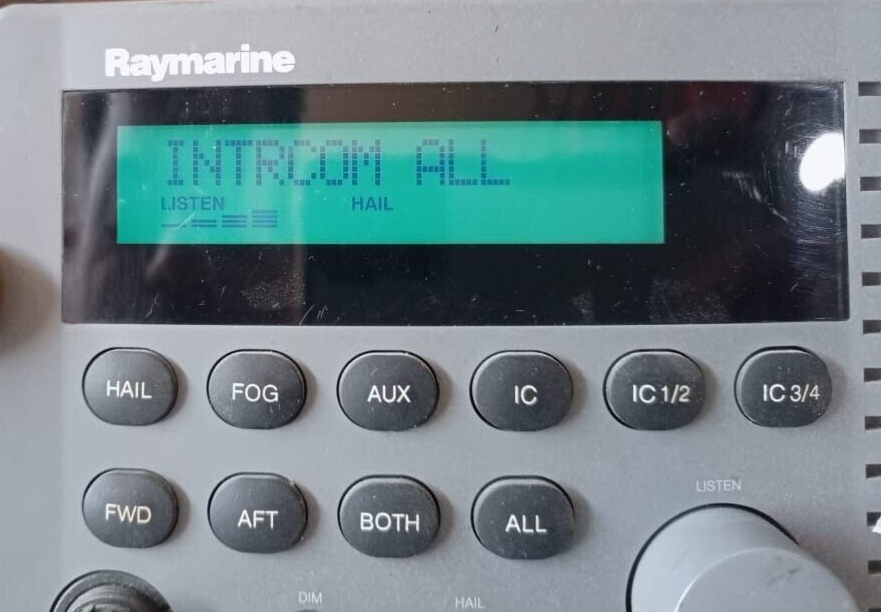 Raymarine
INTRCOM ALL
LISTEN HAIL
HAIL FOG AUX IC IC 1/2 IC 3/4
LISTEN
FWD AFT BOTH ALL
DIM HAIL